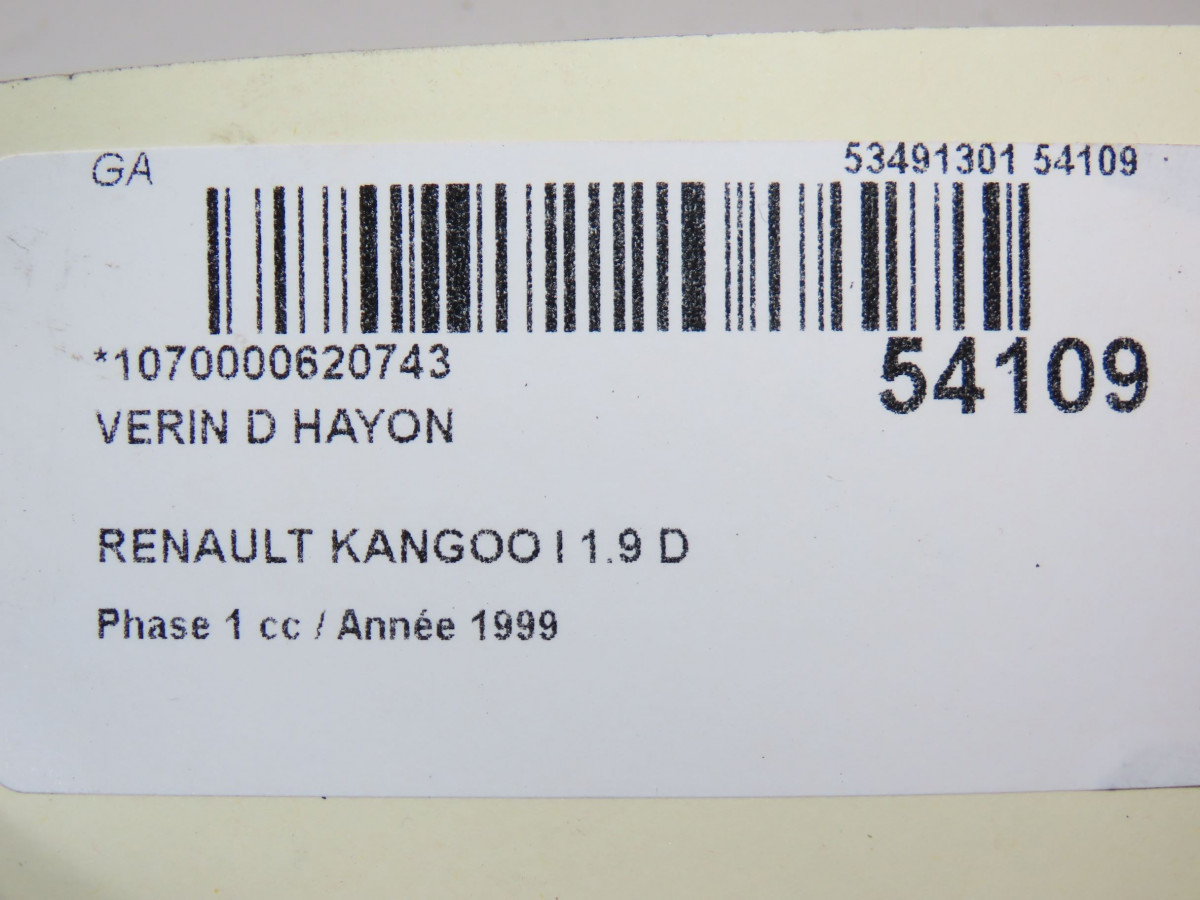 GA 53491301 54109
*1070000620743
54109
VERIN D HAYON
RENAULT KANGOO I 1.9 D
Phase 1 cc / Année 1999